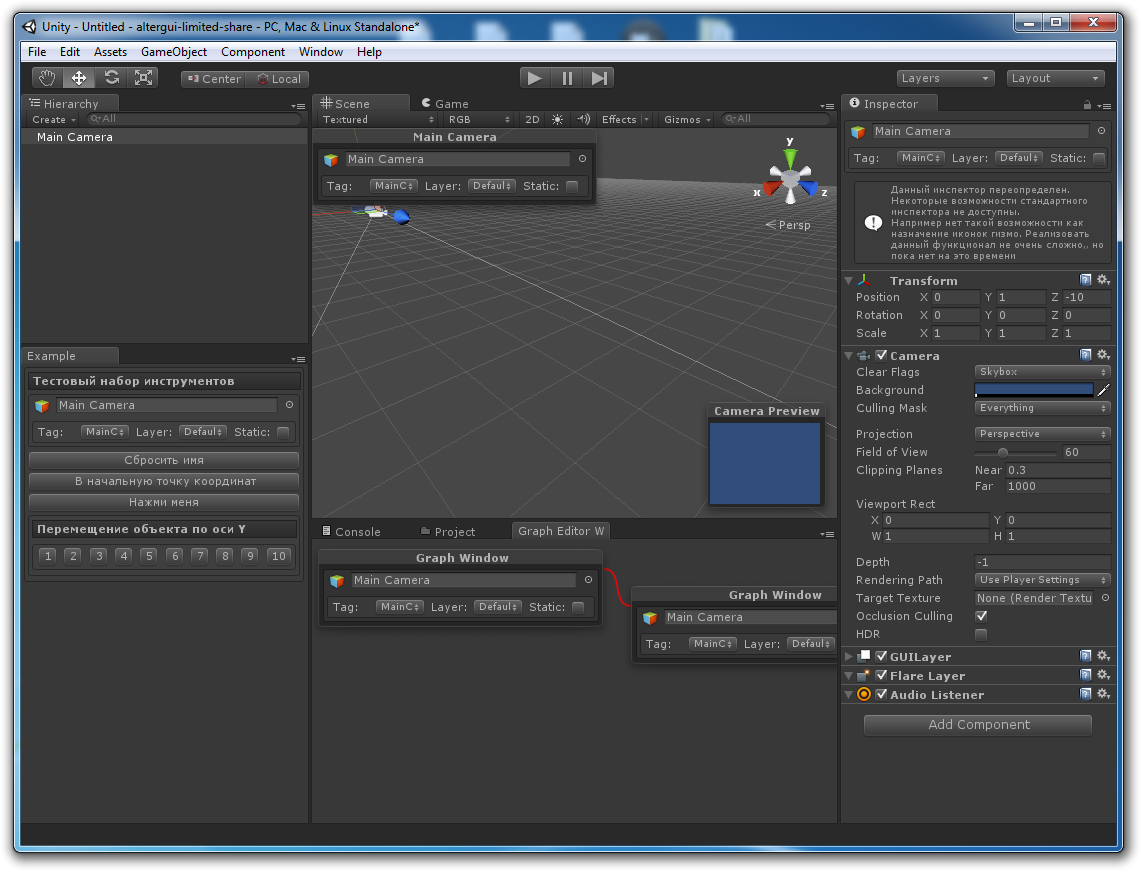 Unity - Untitled - altergui-limited-share - PC, Mac & Linux Standalone*
File Edit Assets GameObject Component Window Help
Center Local Layers Layout
Hierarchy
Create All
Main Camera
Scene Game
Textured RGB 2D Effects Gizmos All
Main Camera
Main Camera
Tag: MainC Layer: Defaul Static:
y
x z
Persp
Camera Preview
Example
Тестовый набор инструментов
Main Camera
Tag: MainC Layer: Defaul Static:
Сбросить имя
В начальную точку координат
Нажми меня
Перемещение объекта по оси Y
1 2 3 4 5 6 7 8 9 10
Console Project Graph Editor W
Graph Window
Main Camera
Tag: MainC Layer: Defaul Static:
Graph Window
Main Camera
Tag: MainC Layer: Defaul
Inspector
Main Camera
Tag: MainC Layer: Defaul Static:
Данный инспектор переопределен.
Некоторые возможности стандартного
инспектора не доступны.
Например нет такой возможности как
назначение иконок гизмо. Реализовать
данный функционал не очень сложно,, но
пока нет на это времени
Transform
Position X 0 Y 1 Z -10
Rotation X 0 Y 0 Z 0
Scale X 1 Y 1 Z 1
Camera
Clear Flags Skybox
Background
Culling Mask Everything
Projection Perspective
Field of View 60
Clipping Planes Near 0.3
Far 1000
Viewport Rect
X 0 Y 0
W 1 H 1
Depth -1
Rendering Path Use Player Settings
Target Texture None (Render Textu
Occlusion Culling
HDR
GUILayer
Flare Layer
Audio Listener
Add Component